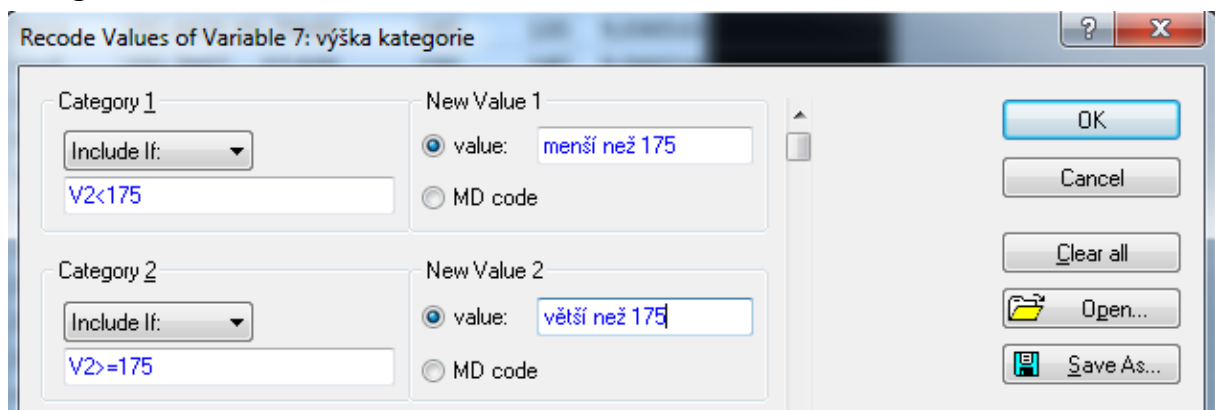 Recode Values of Variable 7: výška kategorie
Category 1
New Value 1
Include If:
value: menší než 175
V2<175
MD code
Category 2
New Value 2
Include If:
value: větší než 175
V2>=175
MD code
OK
Cancel
Clear all
Open...
Save As...